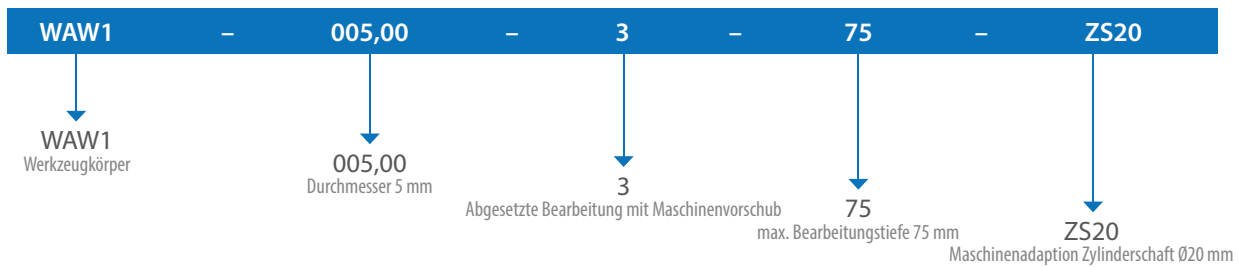 WAW1 – 005,00 – 3 – 75 – ZS20
WAW1
Werkzeugkörper
005,00
Durchmesser 5 mm
3
Abgesetzte Bearbeitung mit Maschinenvorschub
75
max. Bearbeitungstiefe 75 mm
ZS20
Maschinenadaption Zylinderschaft Ø20 mm